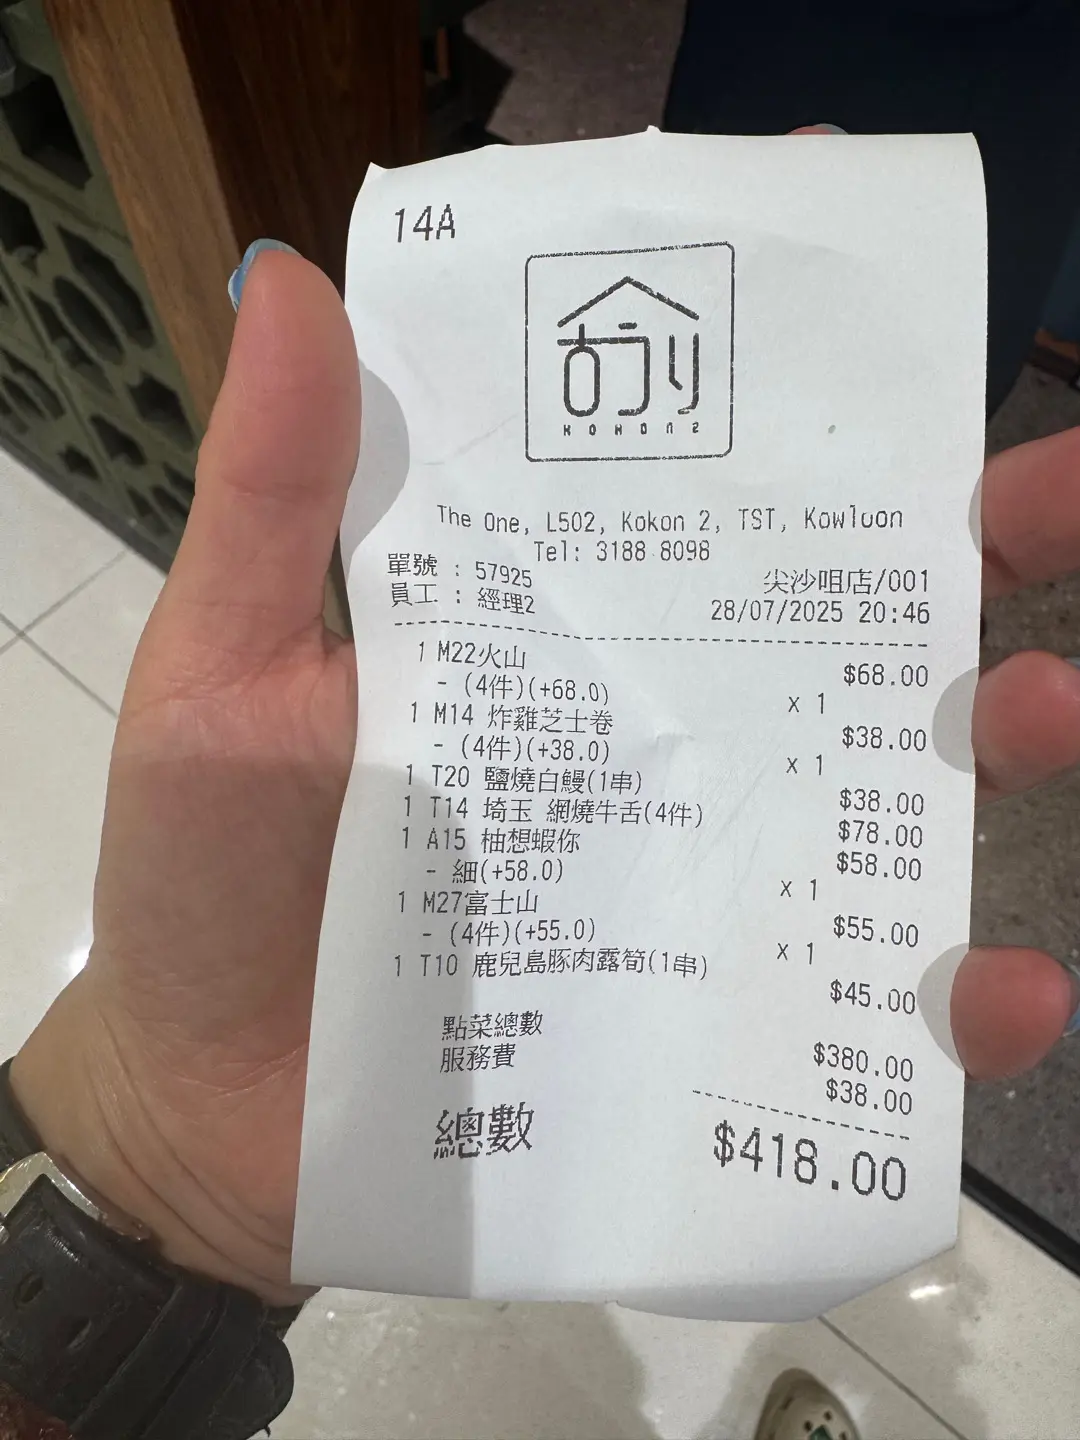 14A
KOKON2
The One, L502, Kokon 2, TST, Kowloon
Tel: 3188 8098
單號 : 57925
尖沙咀店/001
員工 : 經理2
28/07/2025 20:46
1 M22火山 $68.00
- (4件)(+68.0) x 1
1 M14 炸雞芝士卷 $38.00
- (4件)(+38.0) x 1
1 T20 鹽燒白鰻(1串) $38.00
1 T14 埼玉 網燒牛舌(4件) $78.00
1 A15 柚想蝦你 $58.00
- 細(+58.0) x 1
1 M27富士山 $55.00
- (4件)(+55.0) x 1
1 T10 鹿兒島豚肉露筍(1串) $45.00
點菜總數 $380.00
服務費 $38.00
總數 $418.00